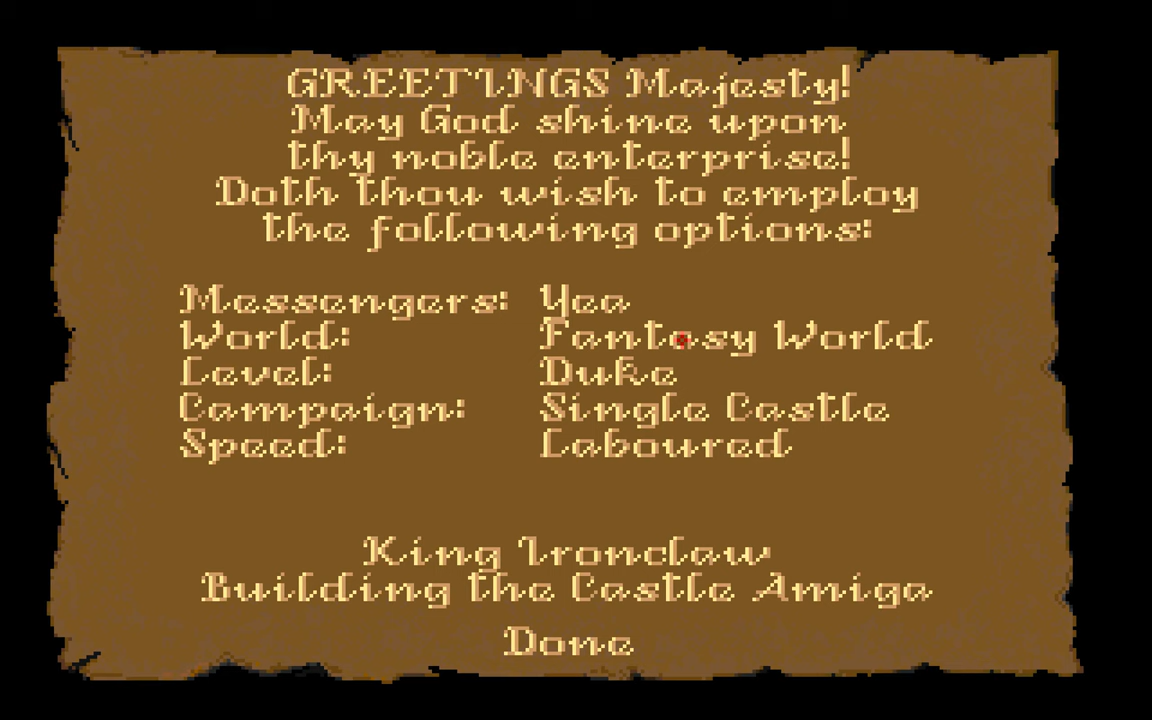 GREETINGS Majesty!
May God shine upon
thy noble enterprise!
Doth thou wish to employ
the following options:
Messengers: Yea
World: Fantasy World
Level: Duke
Campaign: Single Castle
Speed: Laboured
King Ironclaw
Building the Castle Amiga
Done